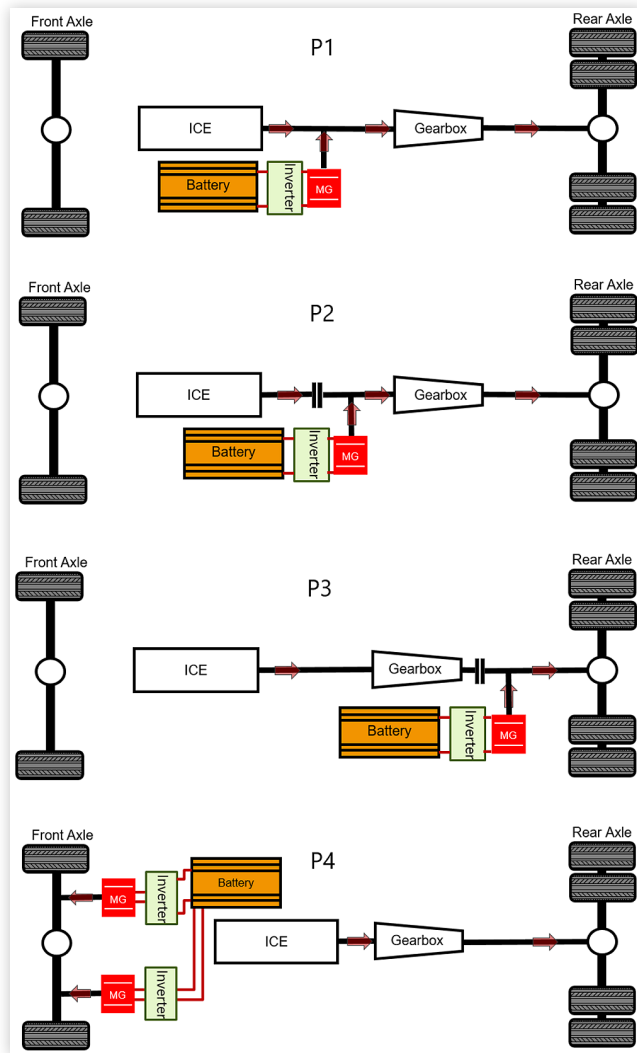 Front Axle
P1
Rear Axle
ICE
Gearbox
Battery
Inverter
MG
Front Axle
P2
Rear Axle
ICE
Gearbox
Battery
Inverter
MG
Front Axle
P3
Rear Axle
ICE
Gearbox
Battery
Inverter
MG
Front Axle
P4
Rear Axle
MG
Inverter
Battery
ICE
Gearbox
MG
Inverter